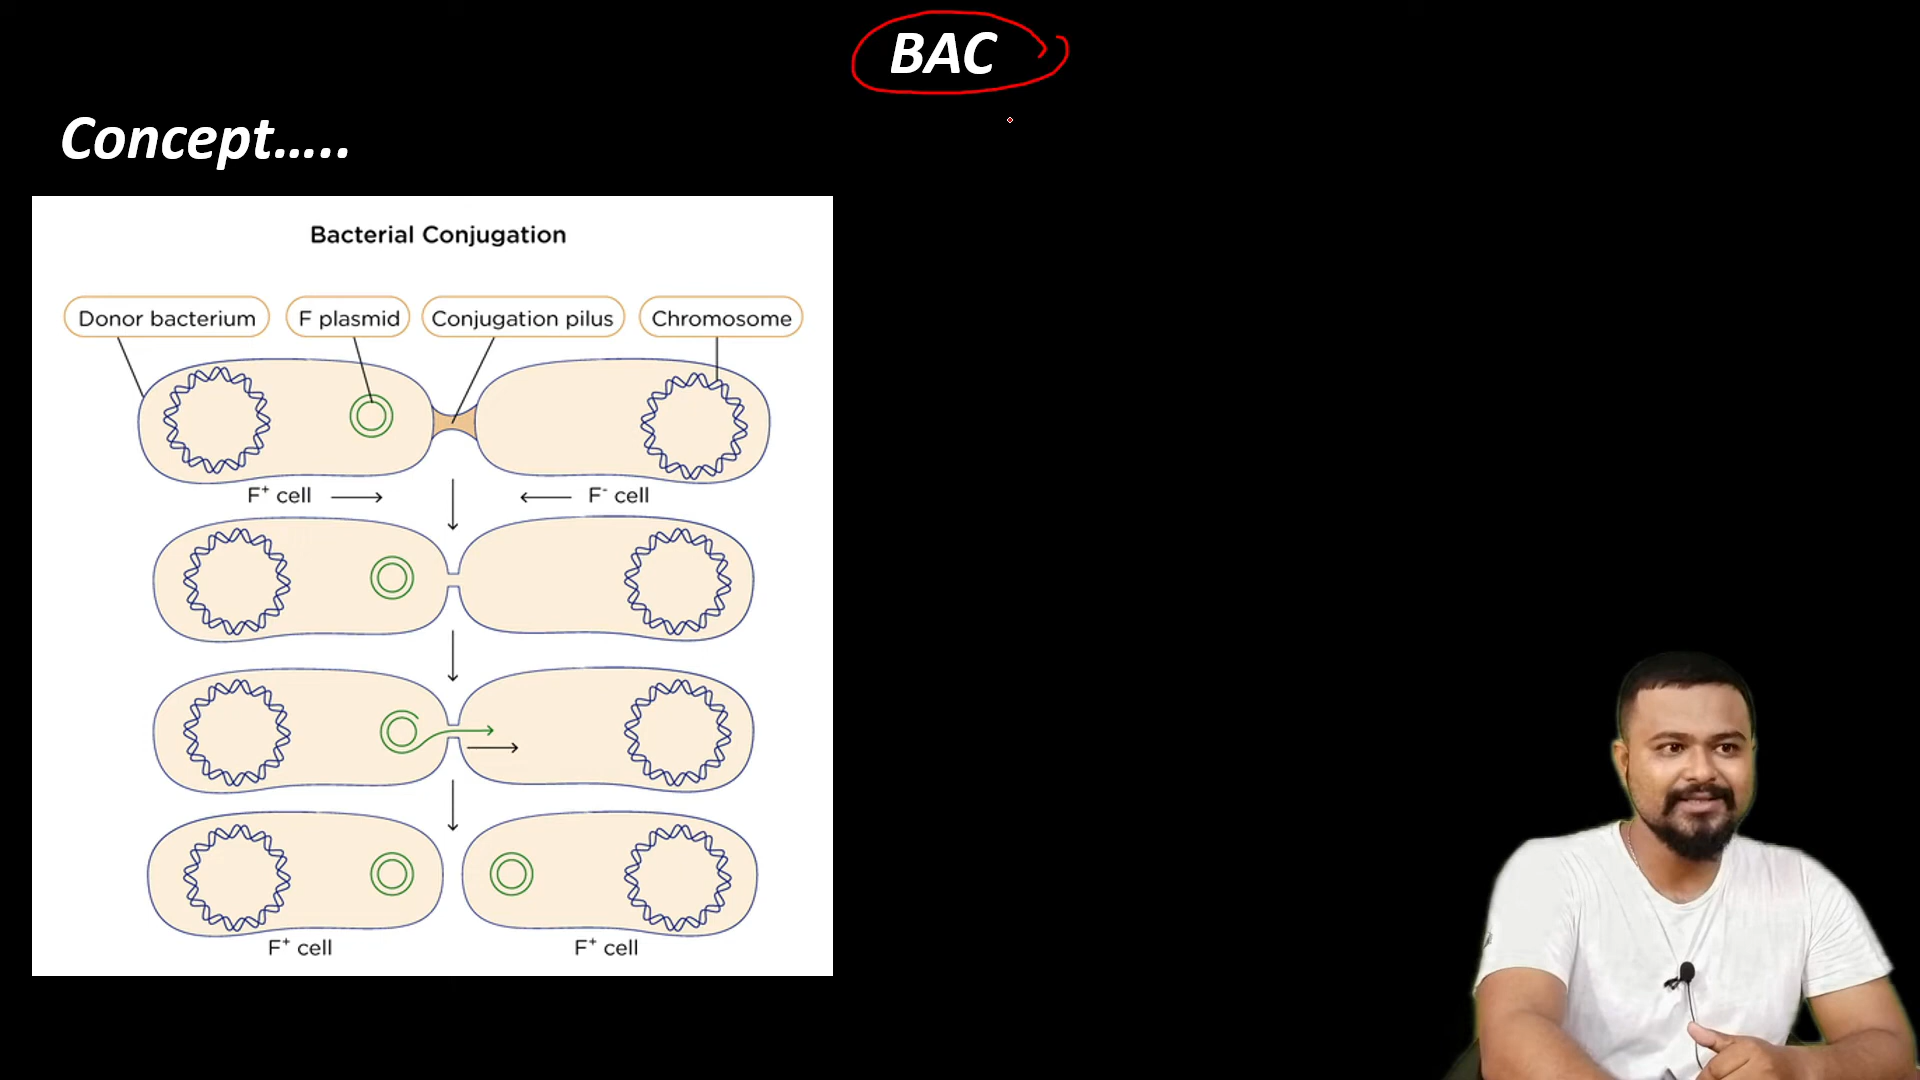 BAC
Concept.....
Bacterial Conjugation
Donor bacterium F plasmid Conjugation pilus Chromosome
F⁺ cell F⁻ cell
F⁺ cell F⁺ cell